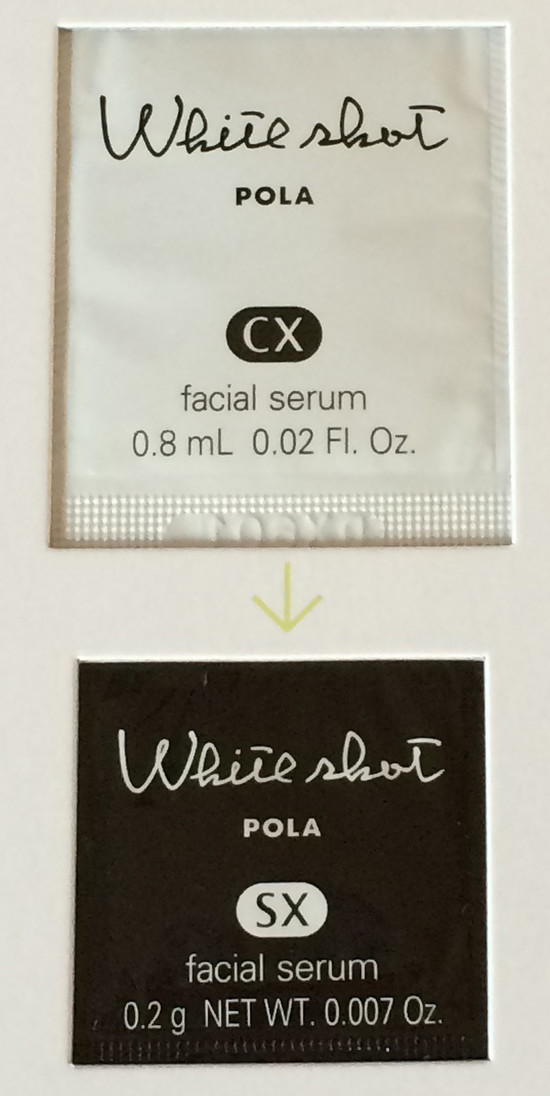 White shot
POLA
CX
facial serum
0.8 mL 0.02 Fl. Oz.
White shot
POLA
SX
facial serum
0.2 g NET WT. 0.007 Oz.